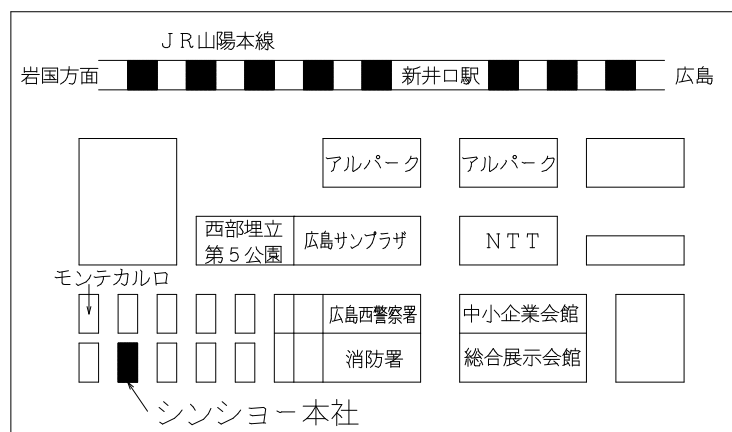 ＪＲ山陽本線
岩国方面
新井口駅
広島
アルパーク
アルパーク
西部埋立
第５公園
広島サンプラザ
ＮＴＴ
モンテカルロ
広島西警察署
中小企業会館
消防署
総合展示会館
シンショー本社